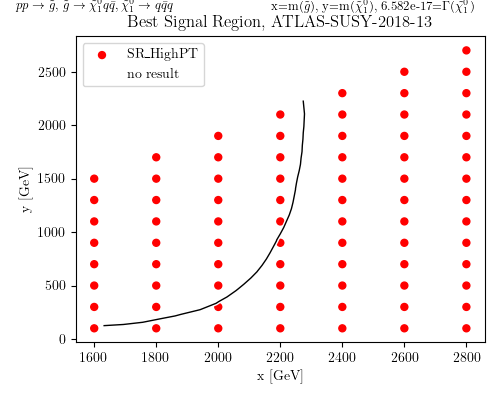 pp → g̃, g̃ → χ̃₁⁰qq̄, χ̃₁⁰ → qq̄q
x=m(g̃), y=m(χ̃₁⁰), 6.582e-17=Γ(χ̃₁⁰)
Best Signal Region, ATLAS-SUSY-2018-13
SR_HighPT
no result
2500
2000
1500
1000
500
0
y [GeV]
1600 1800 2000 2200 2400 2600 2800
x [GeV]